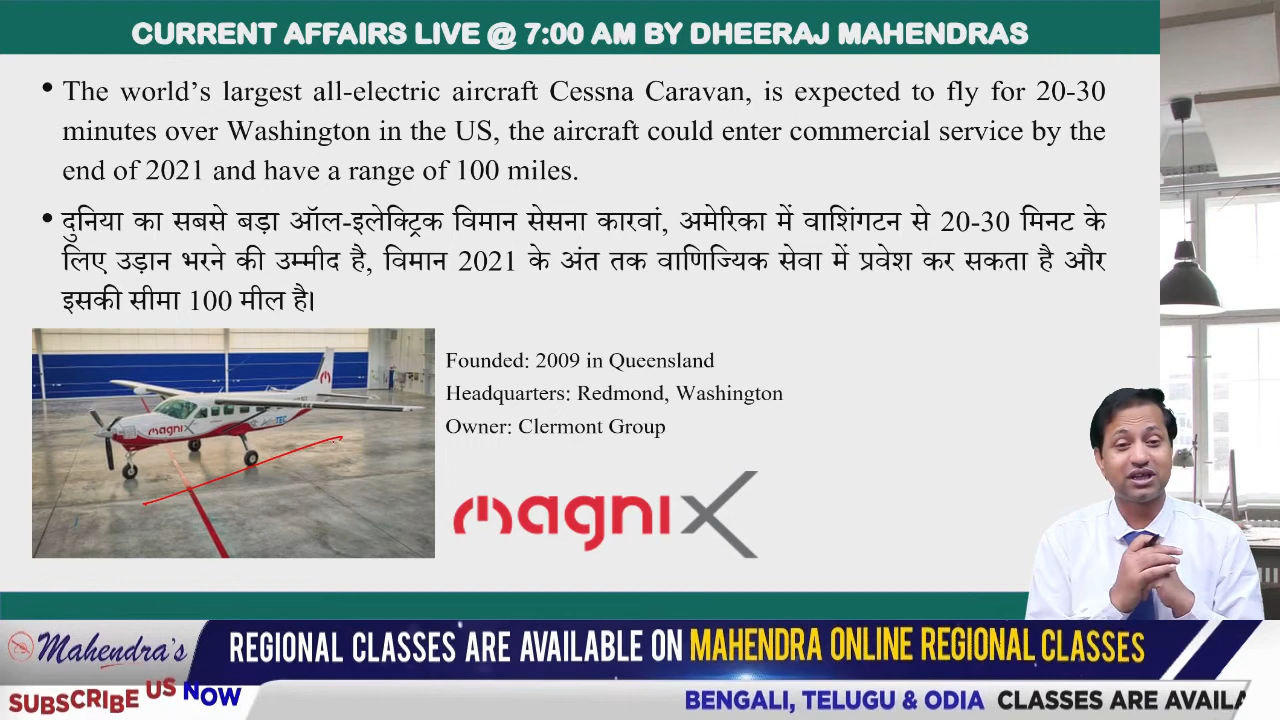 CURRENT AFFAIRS LIVE @ 7:00 AM BY DHEERAJ MAHENDRAS
• The world's largest all-electric aircraft Cessna Caravan, is expected to fly for 20-30
minutes over Washington in the US, the aircraft could enter commercial service by the
end of 2021 and have a range of 100 miles.
• दुनिया का सबसे बड़ा ऑल-इलेक्ट्रिक विमान सेसना कारवां, अमेरिका में वाशिंगटन से 20-30 मिनट के
लिए उड़ान भरने की उम्मीद है, विमान 2021 के अंत तक वाणिज्यिक सेवा में प्रवेश कर सकता है और
इसकी सीमा 100 मील है।
magniX
TEC
Founded: 2009 in Queensland
Headquarters: Redmond, Washington
Owner: Clermont Group
magniX
Mahendra's
REGIONAL CLASSES ARE AVAILABLE ON MAHENDRA ONLINE REGIONAL CLASSES
SUBSCRIBE US NOW
BENGALI, TELUGU & ODIA CLASSES ARE AVAILA